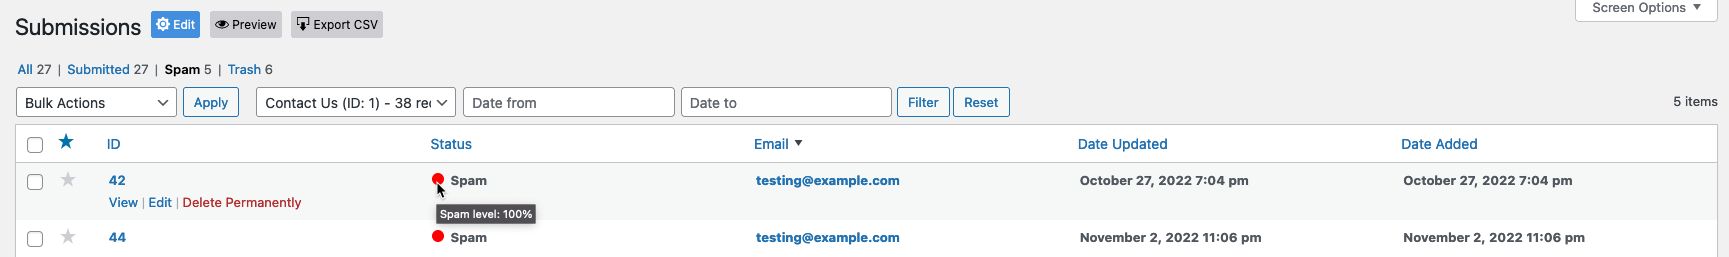 Screen Options
Submissions Edit Preview Export CSV
All 27 | Submitted 27 | Spam 5 | Trash 6
Bulk Actions Apply Contact Us (ID: 1) - 38 re Date from Date to Filter Reset 5 items
ID Status Email Date Updated Date Added
42 Spam testing@example.com October 27, 2022 7:04 pm October 27, 2022 7:04 pm
View | Edit | Delete Permanently
Spam level: 100%
44 Spam testing@example.com November 2, 2022 11:06 pm November 2, 2022 11:06 pm